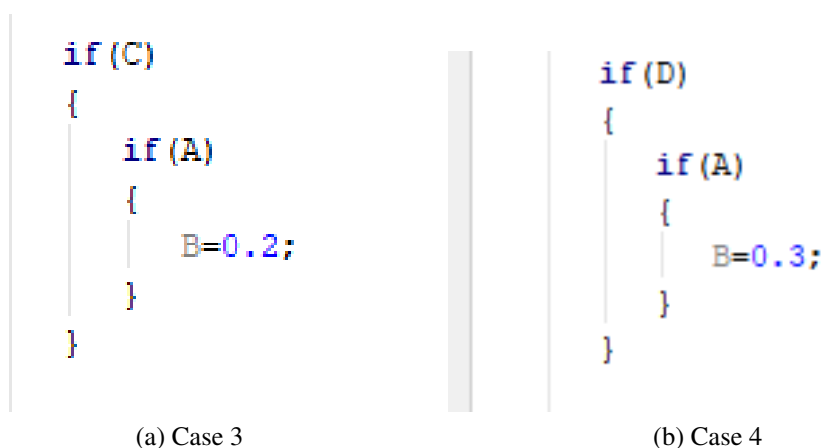 if(C)
{
if(A)
{
B=0.2;
}
}
(a) Case 3
if(D)
{
if(A)
{
B=0.3;
}
}
(b) Case 4